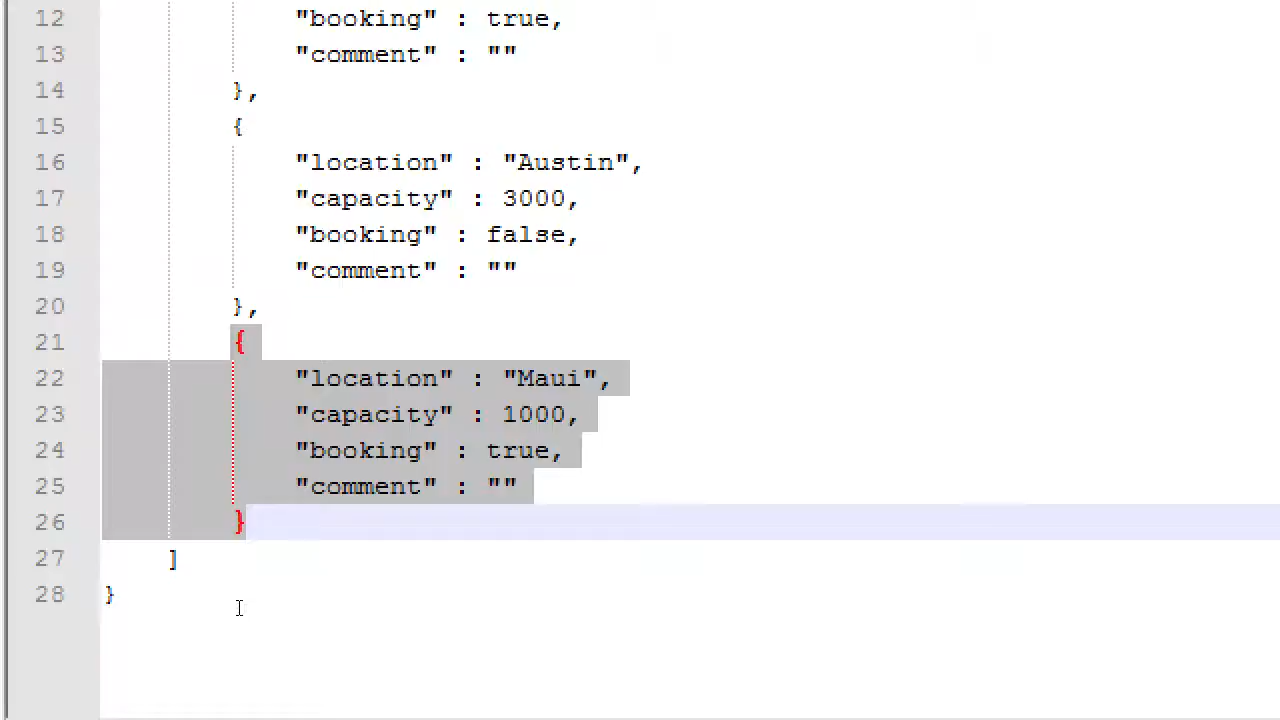 12 "booking" : true,
13 "comment" : ""
14 },
15 {
16 "location" : "Austin",
17 "capacity" : 3000,
18 "booking" : false,
19 "comment" : ""
20 },
21 {
22 "location" : "Maui",
23 "capacity" : 1000,
24 "booking" : true,
25 "comment" : ""
26 }
27 ]
28 }